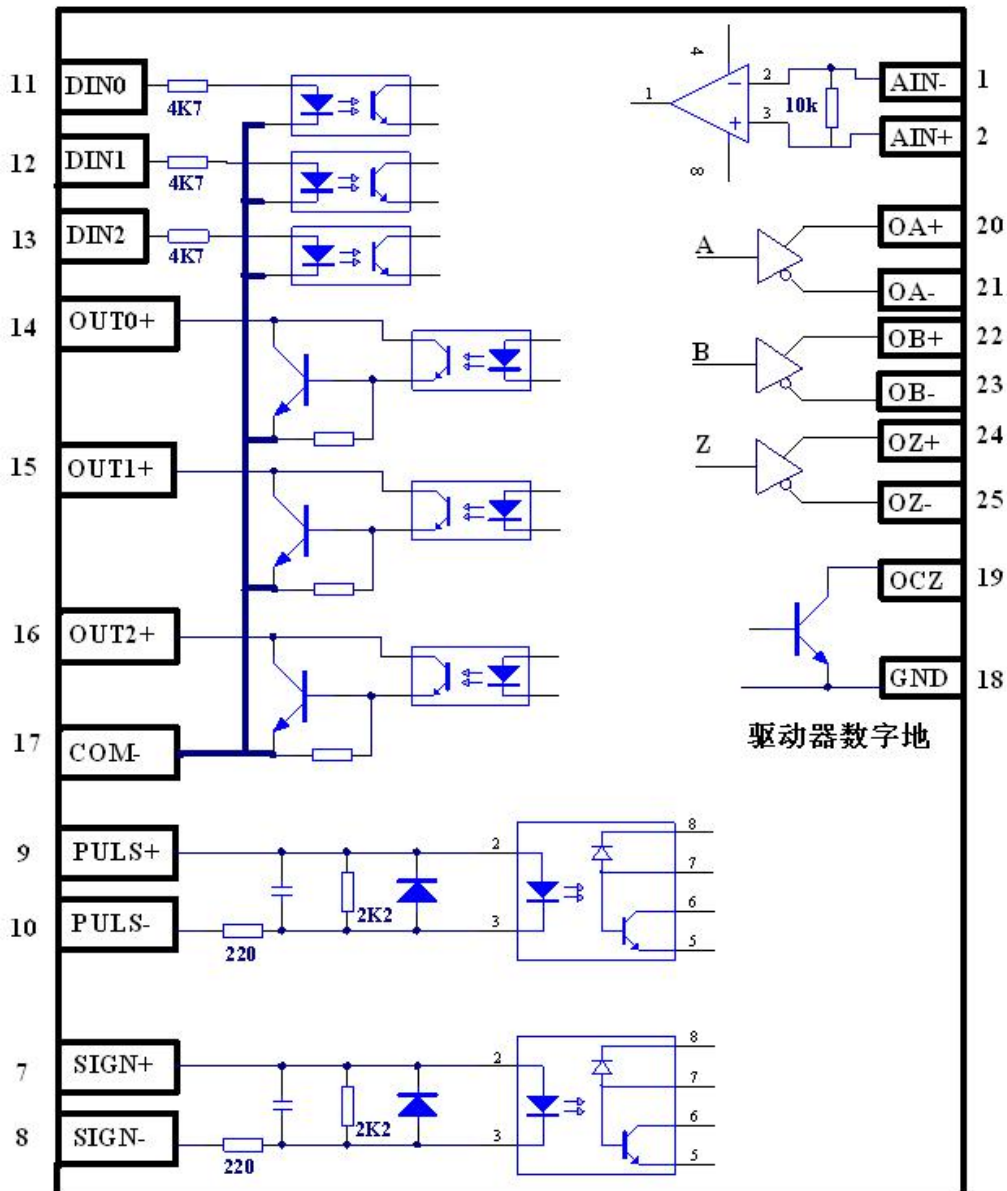 11 DIN0 4K7
12 DIN1 4K7
13 DIN2 4K7
14 OUT0+
15 OUT1+
16 OUT2+
17 COM-
9 PULS+ 2 8
7
2K2
6
10 PULS- 220 3 5
7 SIGN+ 2 8
7
2K2
6
8 SIGN- 220 3 5
4
1 2 − 10k AIN- 1
3 + AIN+ 2
8
A OA+ 20
OA- 21
B OB+ 22
OB- 23
Z OZ+ 24
OZ- 25
OCZ 19
GND 18
驱动器数字地